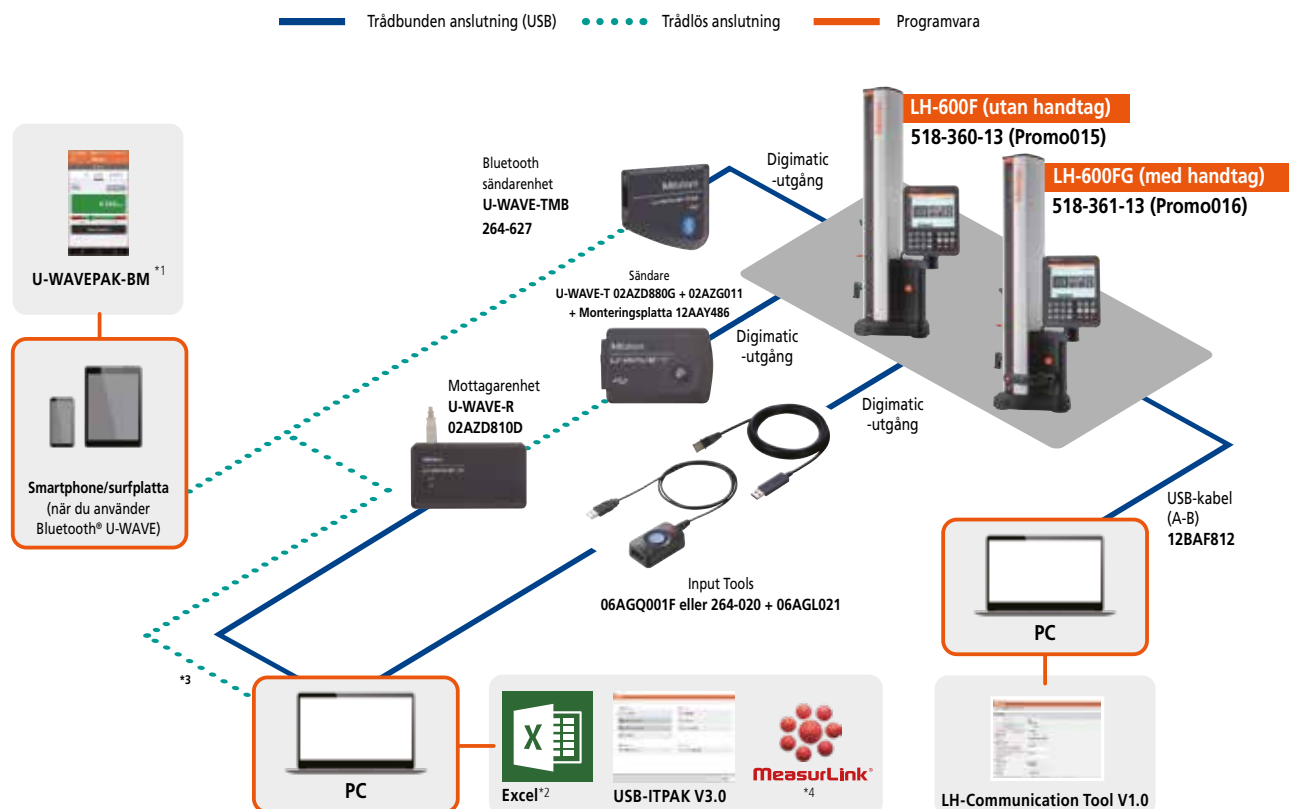 Trådbunden anslutning (USB)
Trådlös anslutning
Programvara
LH-600F (utan handtag)
518-360-13 (Promo015)
LH-600FG (med handtag)
518-361-13 (Promo016)
Bluetooth
sändarenhet
U-WAVE-TMB
264-627
Digimatic
-utgång
Mitutoyo
U-WAVEPAK-BM *1
Sändare
U-WAVE-T 02AZD880G + 02AZG011
+ Monteringsplatta 12AAY486
Digimatic
-utgång
Mitutoyo
Mottagarenhet
U-WAVE-R
02AZD810D
Digimatic
-utgång
Smartphone/surfplatta
(när du använder
Bluetooth® U-WAVE)
USB-kabel
(A-B)
12BAF812
Input Tools
06AGQ001F eller 264-020 + 06AGL021
PC
*3
PC
X
Excel*2
USB-ITPAK V3.0
MeasurLink®
*4
LH-Communication Tool V1.0